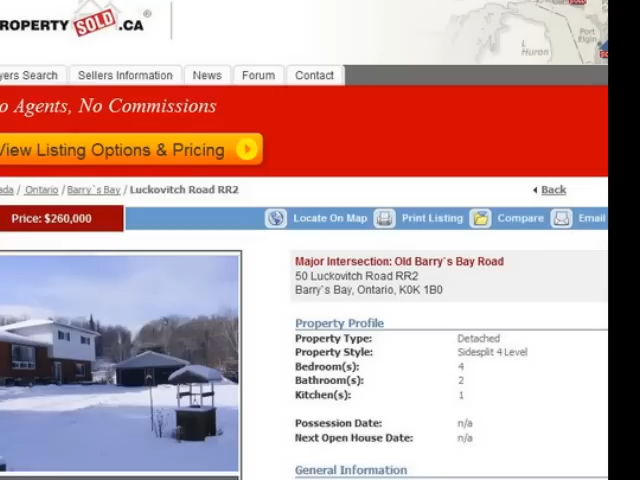 ROPERTY SOLD.CA®
L
Huron
Port
Elgin
yers Search Sellers Information News Forum Contact
o Agents, No Commissions
View Listing Options & Pricing
ada / Ontario / Barry`s Bay / Luckovitch Road RR2
Back
Price: $260,000
Locate On Map Print Listing Compare Email
Major Intersection: Old Barry`s Bay Road
50 Luckovitch Road RR2
Barry`s Bay, Ontario, K0K 1B0
Property Profile
Property Type: Detached
Property Style: Sidesplit 4 Level
Bedroom(s): 4
Bathroom(s): 2
Kitchen(s): 1
Possession Date: n/a
Next Open House Date: n/a
General Information